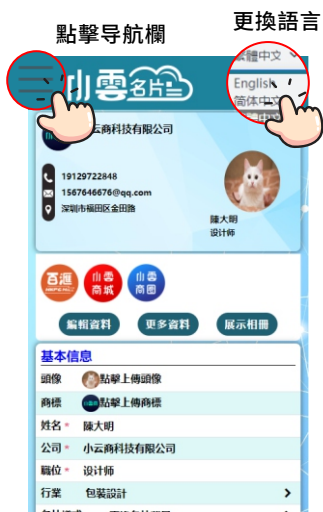 點擊导航欄
更換語言
繁體中文
English
简体中文
小雲名片
云商科技有限公司
19129722848
1567646676@qq.com
深圳市福田区金田路
陳大明
设计师
百滙
小雲商城
小雲商圈
編輯資料
更多資料
展示相冊
基本信息
頭像 點擊上傳頭像
商標 點擊上傳商標
姓名* 陳大明
公司* 小云商科技有限公司
職位* 设计师
行業 包裝設計 >